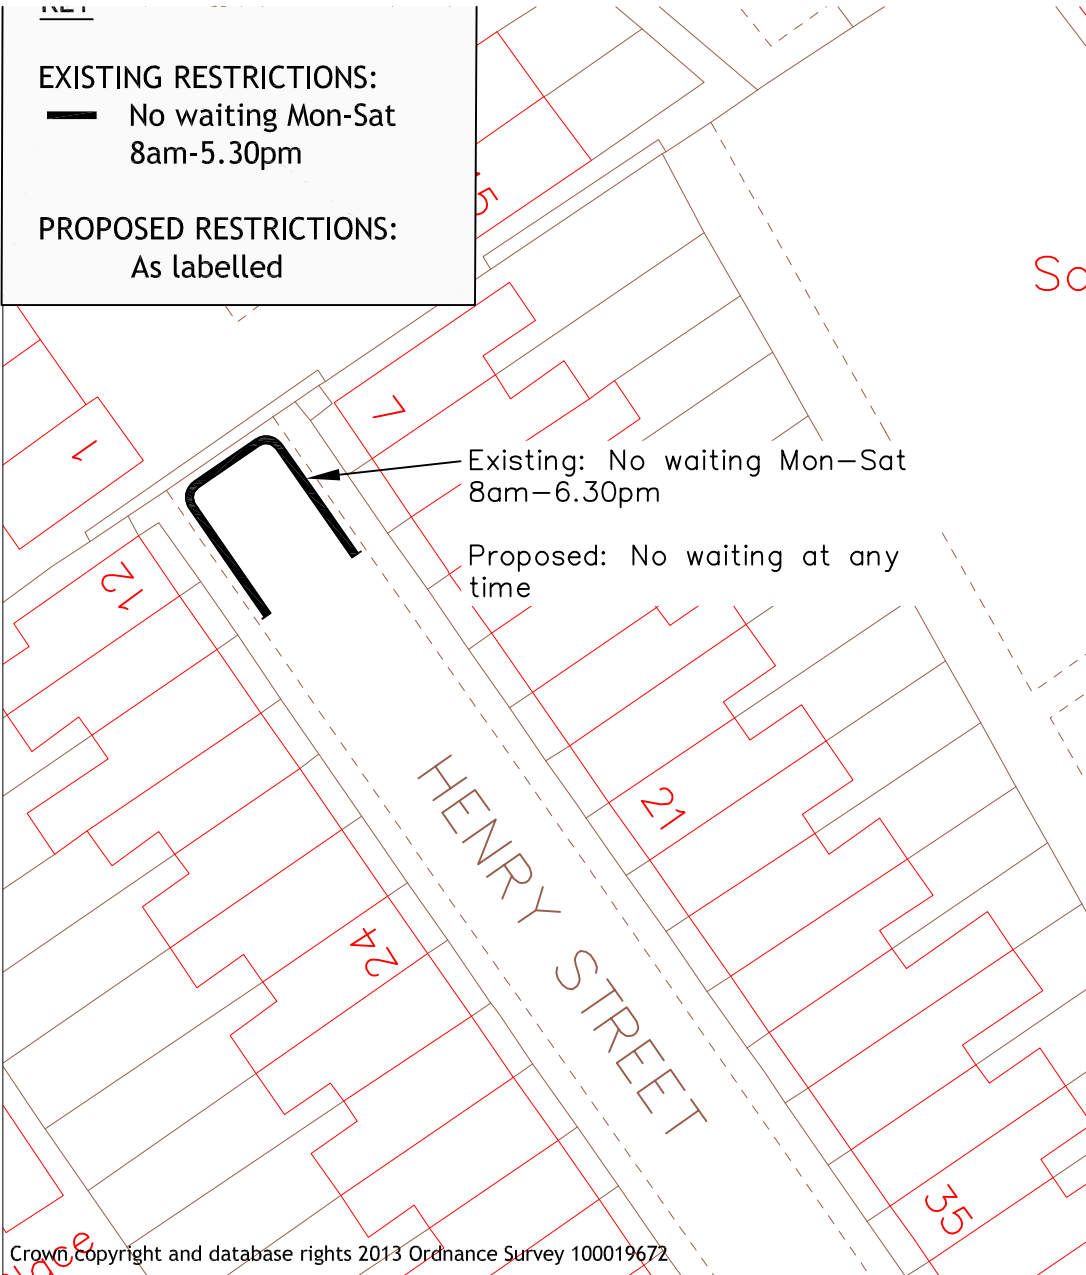 KEY
EXISTING RESTRICTIONS:
No waiting Mon-Sat
8am-5.30pm
PROPOSED RESTRICTIONS:
As labelled
1
7
Existing: No waiting Mon-Sat
8am-6.30pm
Proposed: No waiting at any
time
12
21
HENRY STREET
24
35
Crown copyright and database rights 2013 Ordnance Survey 100019672